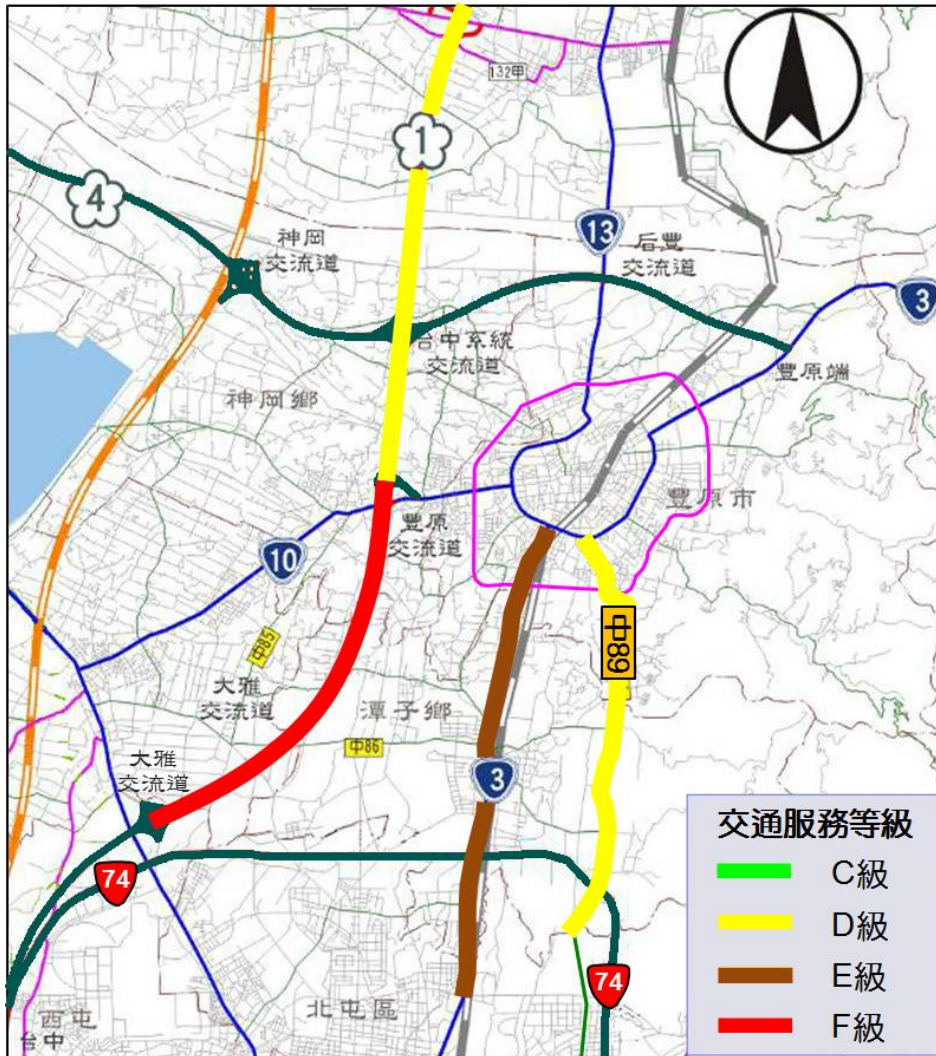 132甲
1
4
神岡
交流道
13
后豐
交流道
3
台中系統
交流道
豐原端
神岡鄉
豐原市
豐原
交流道
10
中89
中85
大雅
交流道
潭子鄉
中86
大雅
交流道
3
74
74
北屯區
西屯
台中
交通服務等級
C級
D級
E級
F級